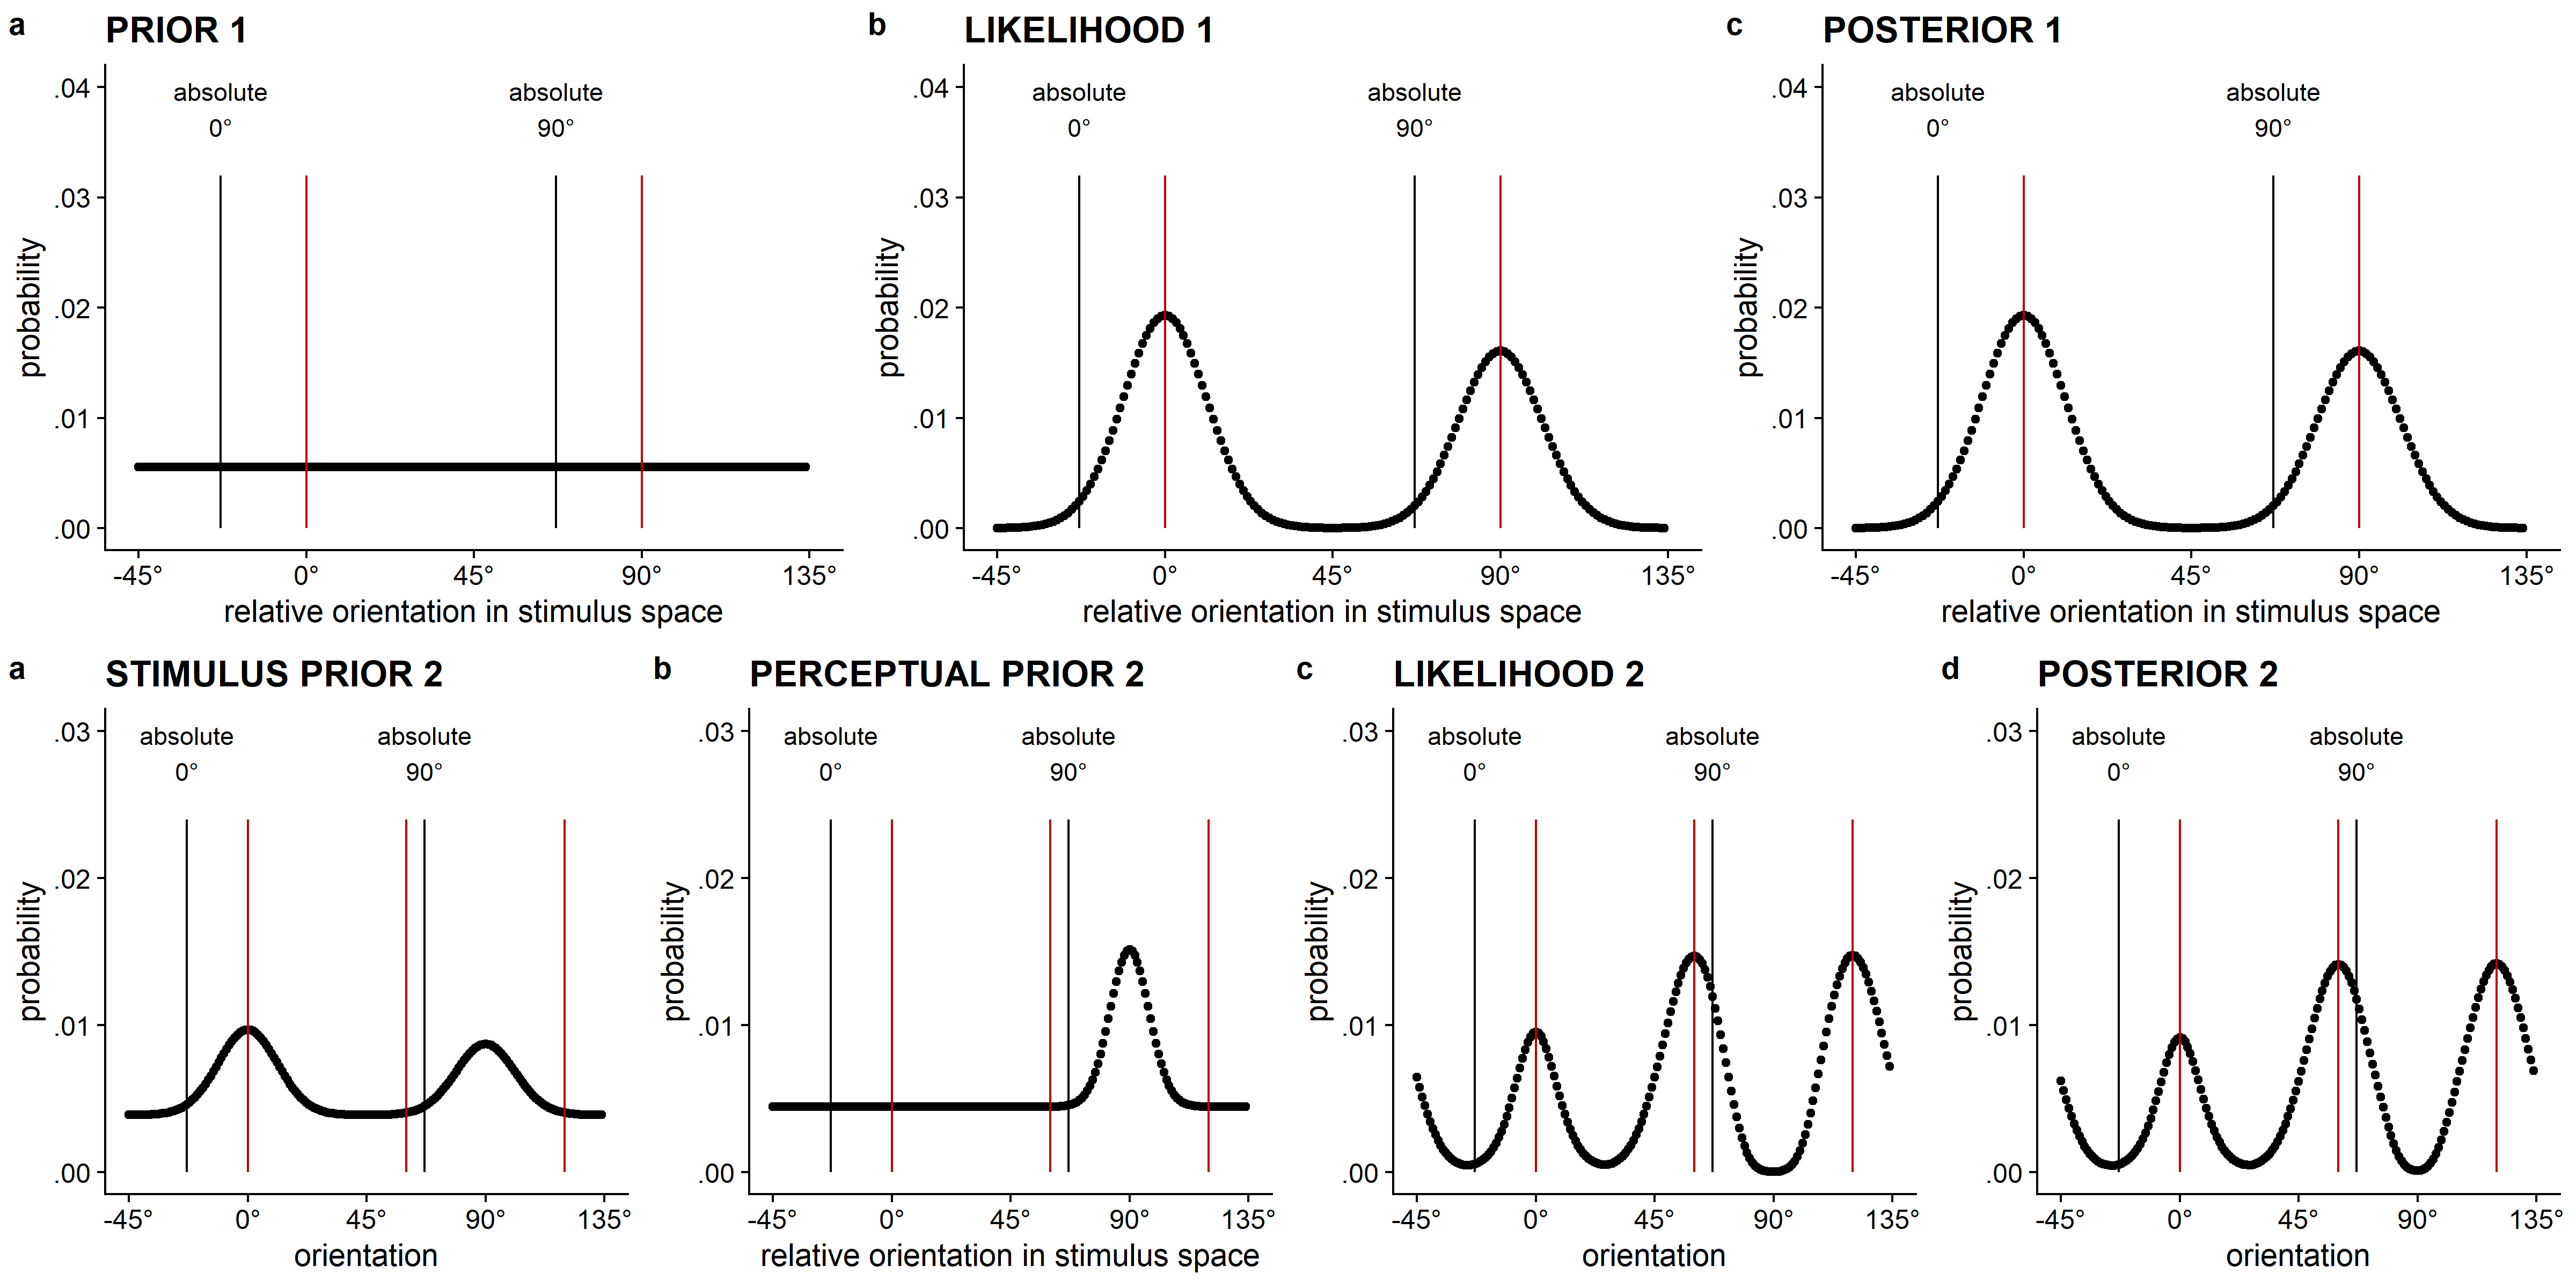 a PRIOR 1
absolute 0°
absolute 90°
.04
.03
.02
.01
.00
probability
-45° 0° 45° 90° 135°
relative orientation in stimulus space
b LIKELIHOOD 1
absolute 0°
absolute 90°
.04
.03
.02
.01
.00
probability
-45° 0° 45° 90° 135°
relative orientation in stimulus space
c POSTERIOR 1
absolute 0°
absolute 90°
.04
.03
.02
.01
.00
probability
-45° 0° 45° 90° 135°
relative orientation in stimulus space
a STIMULUS PRIOR 2
absolute 0°
absolute 90°
.03
.02
.01
.00
probability
-45° 0° 45° 90° 135°
orientation
b PERCEPTUAL PRIOR 2
absolute 0°
absolute 90°
.03
.02
.01
.00
probability
-45° 0° 45° 90° 135°
relative orientation in stimulus space
c LIKELIHOOD 2
absolute 0°
absolute 90°
.03
.02
.01
.00
probability
-45° 0° 45° 90° 135°
orientation
d POSTERIOR 2
absolute 0°
absolute 90°
.03
.02
.01
.00
probability
-45° 0° 45° 90° 135°
orientation